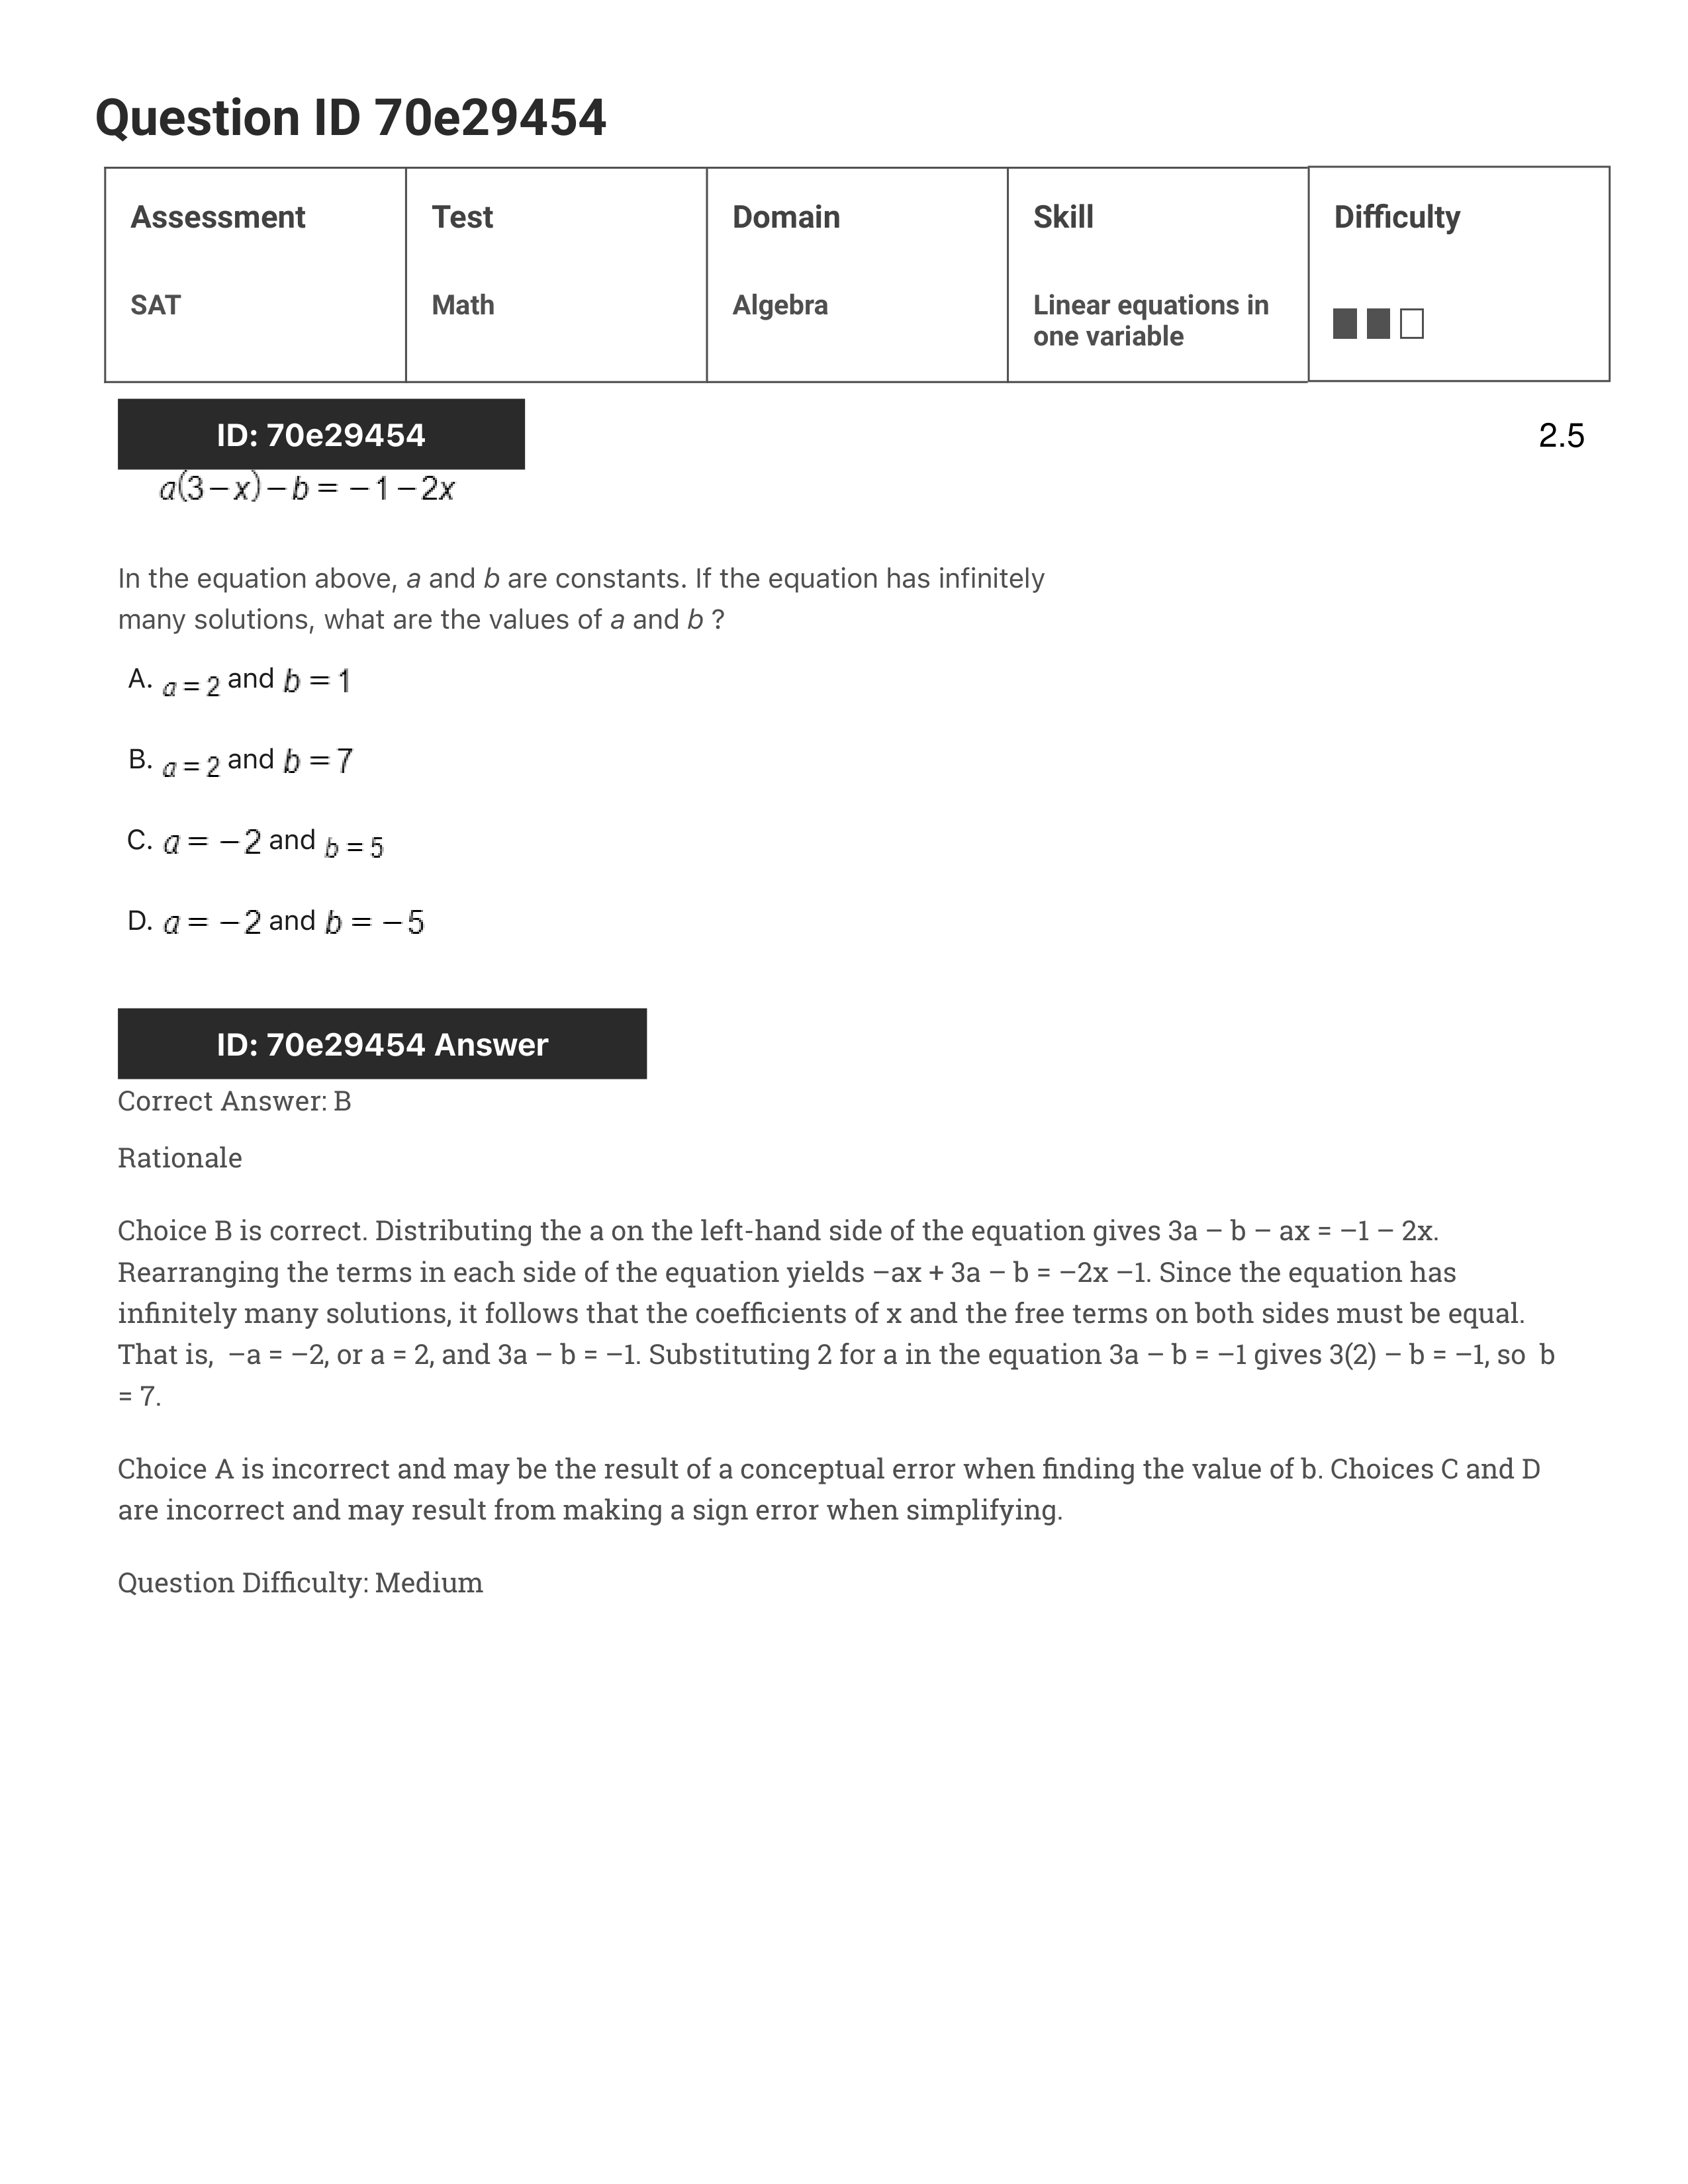 Question ID 70e29454
Assessment Test Domain Skill Difficulty
SAT Math Algebra Linear equations in
one variable
ID: 70e29454 2.5
a(3−x)−b=−1−2x
In the equation above, a and b are constants. If the equation has infinitely
many solutions, what are the values of a and b ?
A. a=2 and b=1
B. a=2 and b=7
C. a=−2 and b=5
D. a=−2 and b=−5
ID: 70e29454 Answer
Correct Answer: B
Rationale
Choice B is correct. Distributing the a on the left-hand side of the equation gives 3a – b – ax = –1 – 2x.
Rearranging the terms in each side of the equation yields –ax + 3a – b = –2x –1. Since the equation has
infinitely many solutions, it follows that the coefficients of x and the free terms on both sides must be equal.
That is,  –a = –2, or a = 2, and 3a – b = –1. Substituting 2 for a in the equation 3a – b = –1 gives 3(2) – b = –1, so  b
= 7.
Choice A is incorrect and may be the result of a conceptual error when finding the value of b. Choices C and D
are incorrect and may result from making a sign error when simplifying.
Question Difficulty: Medium